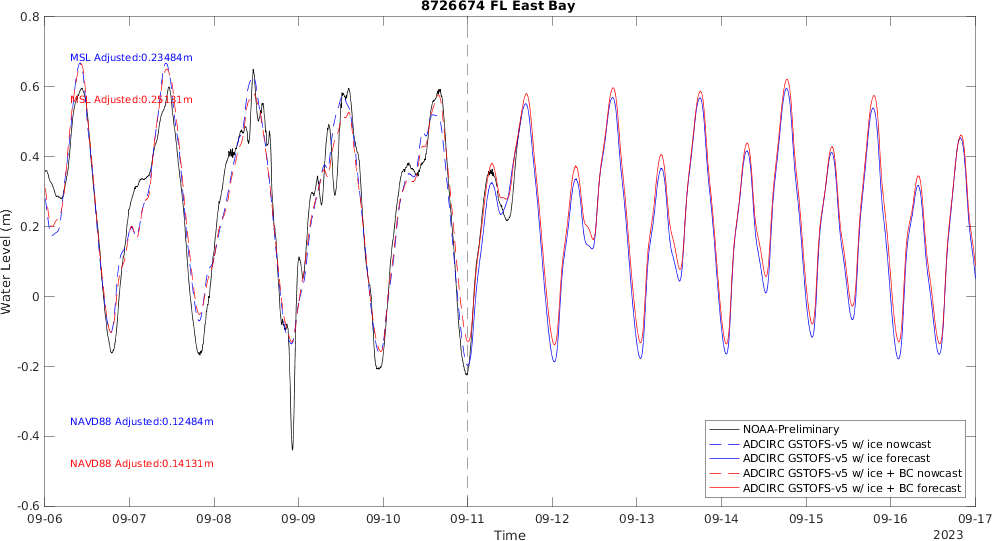 8726674 FL East Bay
0.8
0.6
0.4
0.2
0
-0.2
-0.4
-0.6
Water Level (m)
MSL Adjusted:0.23484m
MSL Adjusted:0.25131m
NAVD88 Adjusted:0.12484m
NAVD88 Adjusted:0.14131m
NOAA-Preliminary
ADCIRC GSTOFS-v5 w/ ice nowcast
ADCIRC GSTOFS-v5 w/ ice forecast
ADCIRC GSTOFS-v5 w/ ice + BC nowcast
ADCIRC GSTOFS-v5 w/ ice + BC forecast
09-06 09-07 09-08 09-09 09-10 09-11 09-12 09-13 09-14 09-15 09-16 09-17
Time
2023